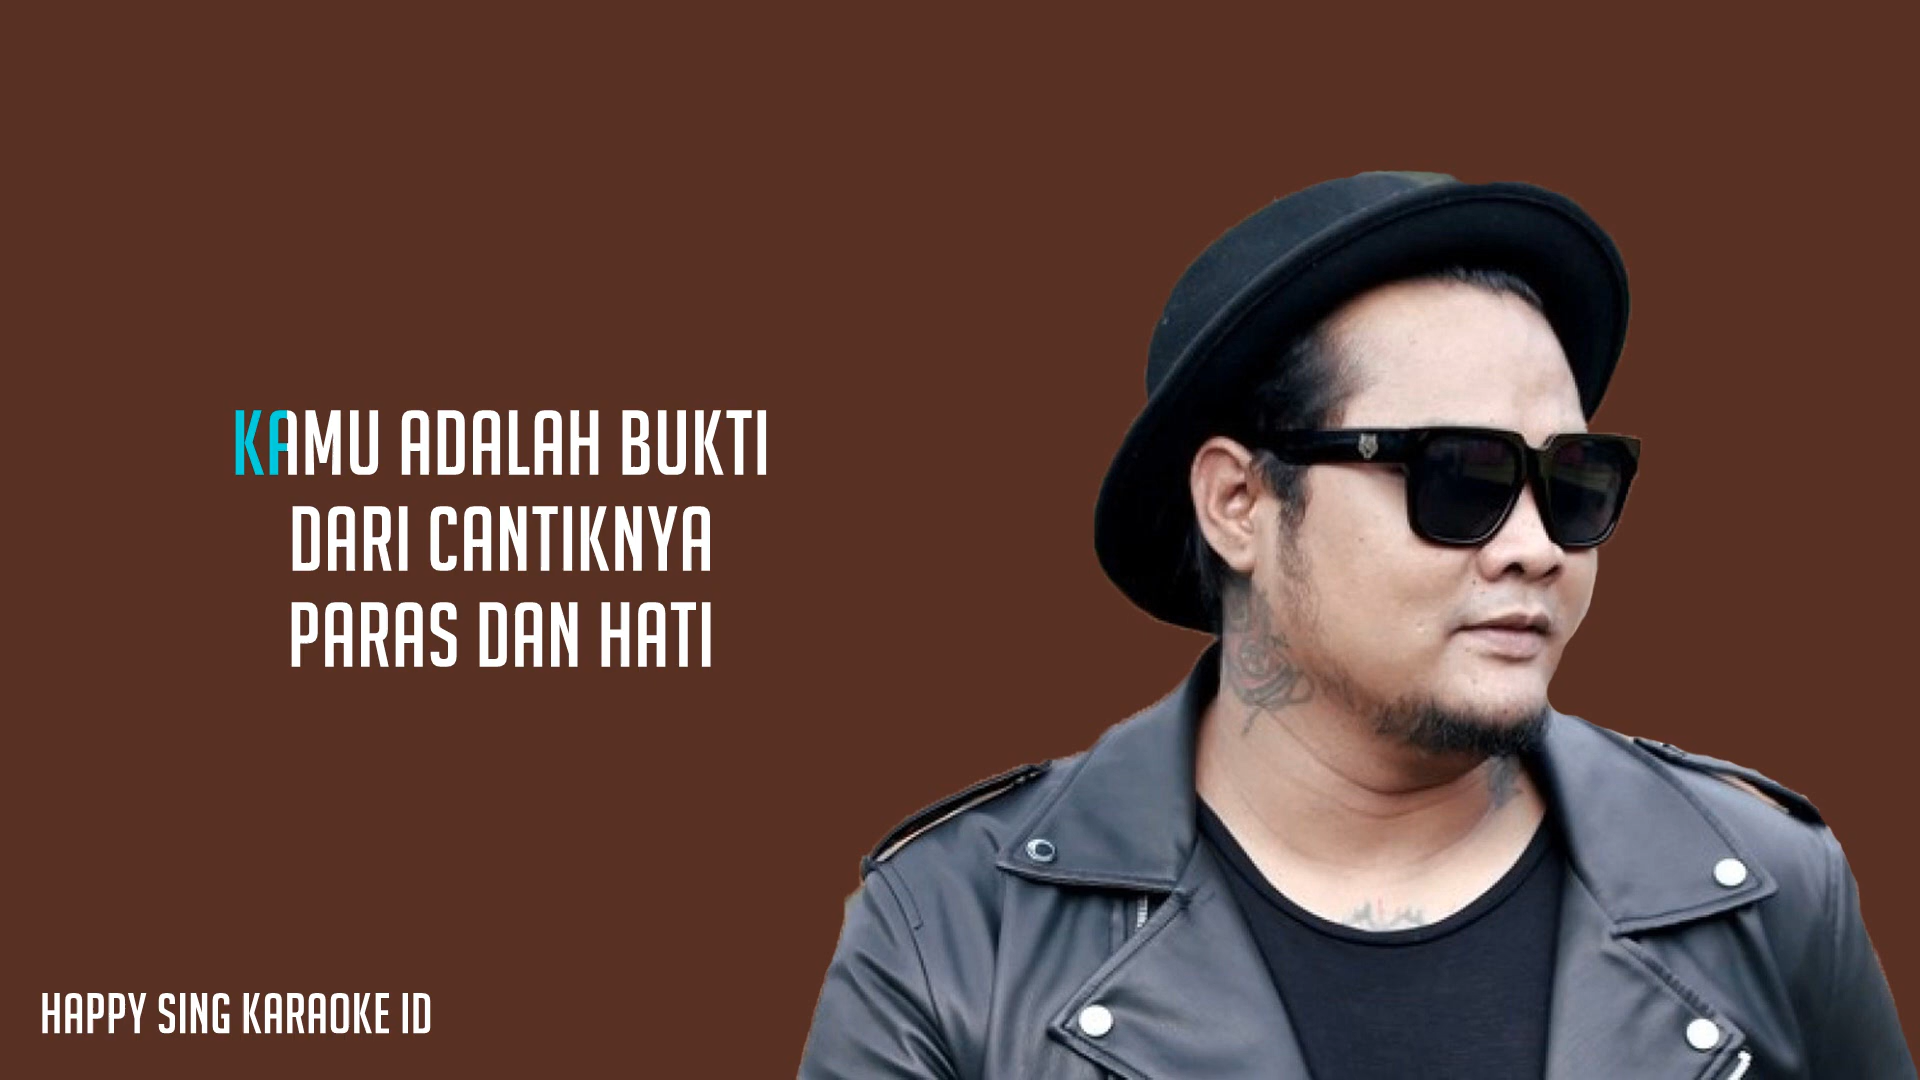 KAMU ADALAH BUKTI
DARI CANTIKNYA
PARAS DAN HATI
HAPPY SING KARAOKE ID